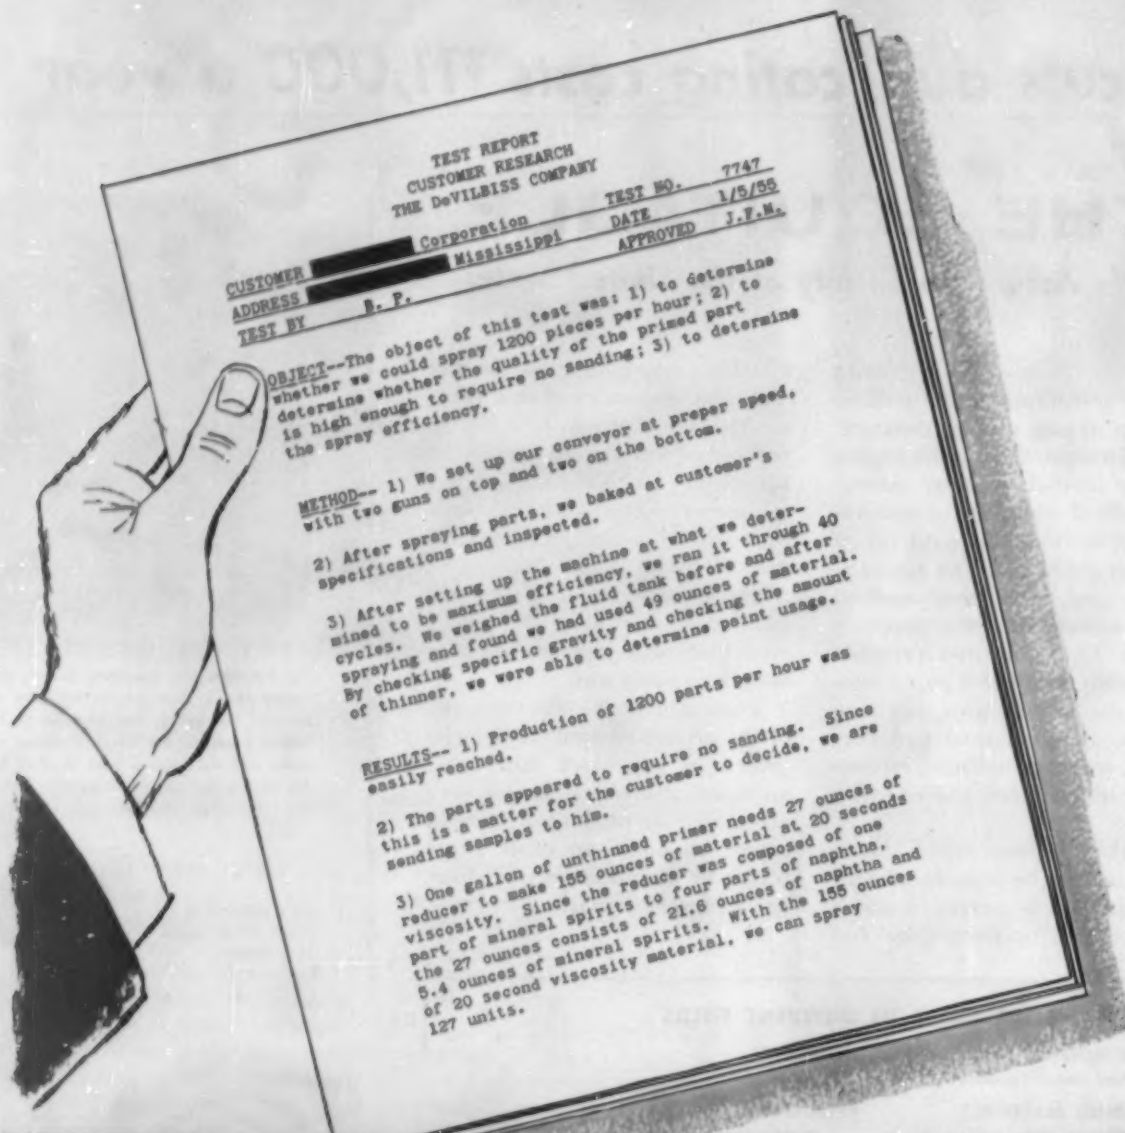 TEST REPORT
CUSTOMER RESEARCH
THE DeVILBISS COMPANY
CUSTOMER Corporation TEST NO. 7747
ADDRESS Mississippi DATE 1/5/55
TEST BY B. F. APPROVED J.F.M.
OBJECT--The object of this test was: 1) to determine
whether we could spray 1200 pieces per hour; 2) to
determine whether the quality of the primed part
is high enough to require no sanding; 3) to determine
the spray efficiency.
METHOD-- 1) We set up our conveyor at proper speed,
with two guns on top and two on the bottom.
2) After spraying parts, we baked at customer's
specifications and inspected.
3) After setting up the machine at what we deter-
mined to be maximum efficiency, we ran it through 40
cycles. We weighed the fluid tank before and after
spraying and found we had used 49 ounces of material.
By checking specific gravity and checking the amount
of thinner, we were able to determine paint usage.
RESULTS-- 1) Production of 1200 parts per hour was
easily reached.
2) The parts appeared to require no sanding. Since
this is a matter for the customer to decide, we are
sending samples to him.
3) One gallon of unthinned primer needs 27 ounces of
reducer to make 155 ounces of material at 20 seconds
viscosity. Since the reducer was composed of one
part of mineral spirits to four parts of naphtha,
the 27 ounces consists of 21.6 ounces of naphtha and
5.4 ounces of mineral spirits. With the 155 ounces
of 20 second viscosity material, we can spray
127 units.